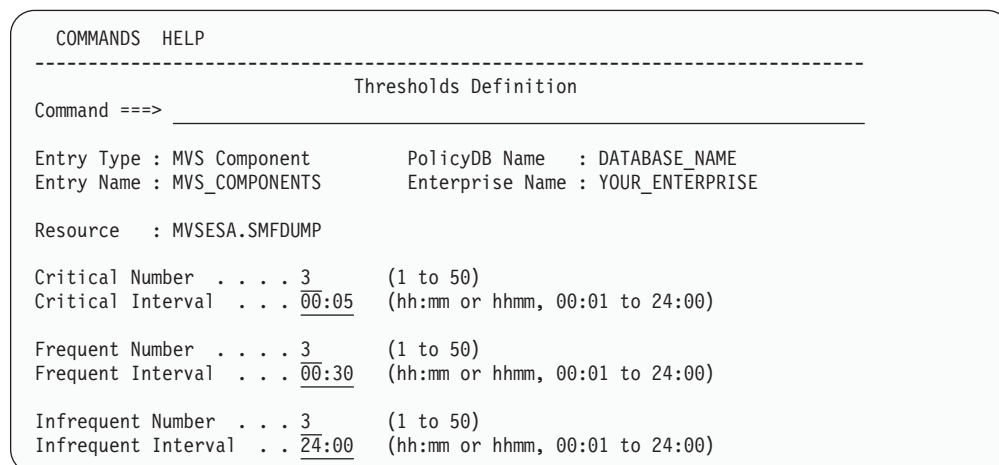 COMMANDS HELP
-------------------------------------------------------------------------------
Thresholds Definition
Command ===>
Entry Type : MVS Component PolicyDB Name : DATABASE_NAME
Entry Name : MVS_COMPONENTS Enterprise Name : YOUR_ENTERPRISE
Resource : MVSESA.SMFDUMP
Critical Number . . . . 3 (1 to 50)
Critical Interval . . . 00:05 (hh:mm or hhmm, 00:01 to 24:00)
Frequent Number . . . . 3 (1 to 50)
Frequent Interval . . . 00:30 (hh:mm or hhmm, 00:01 to 24:00)
Infrequent Number . . . 3 (1 to 50)
Infrequent Interval . . 24:00 (hh:mm or hhmm, 00:01 to 24:00)